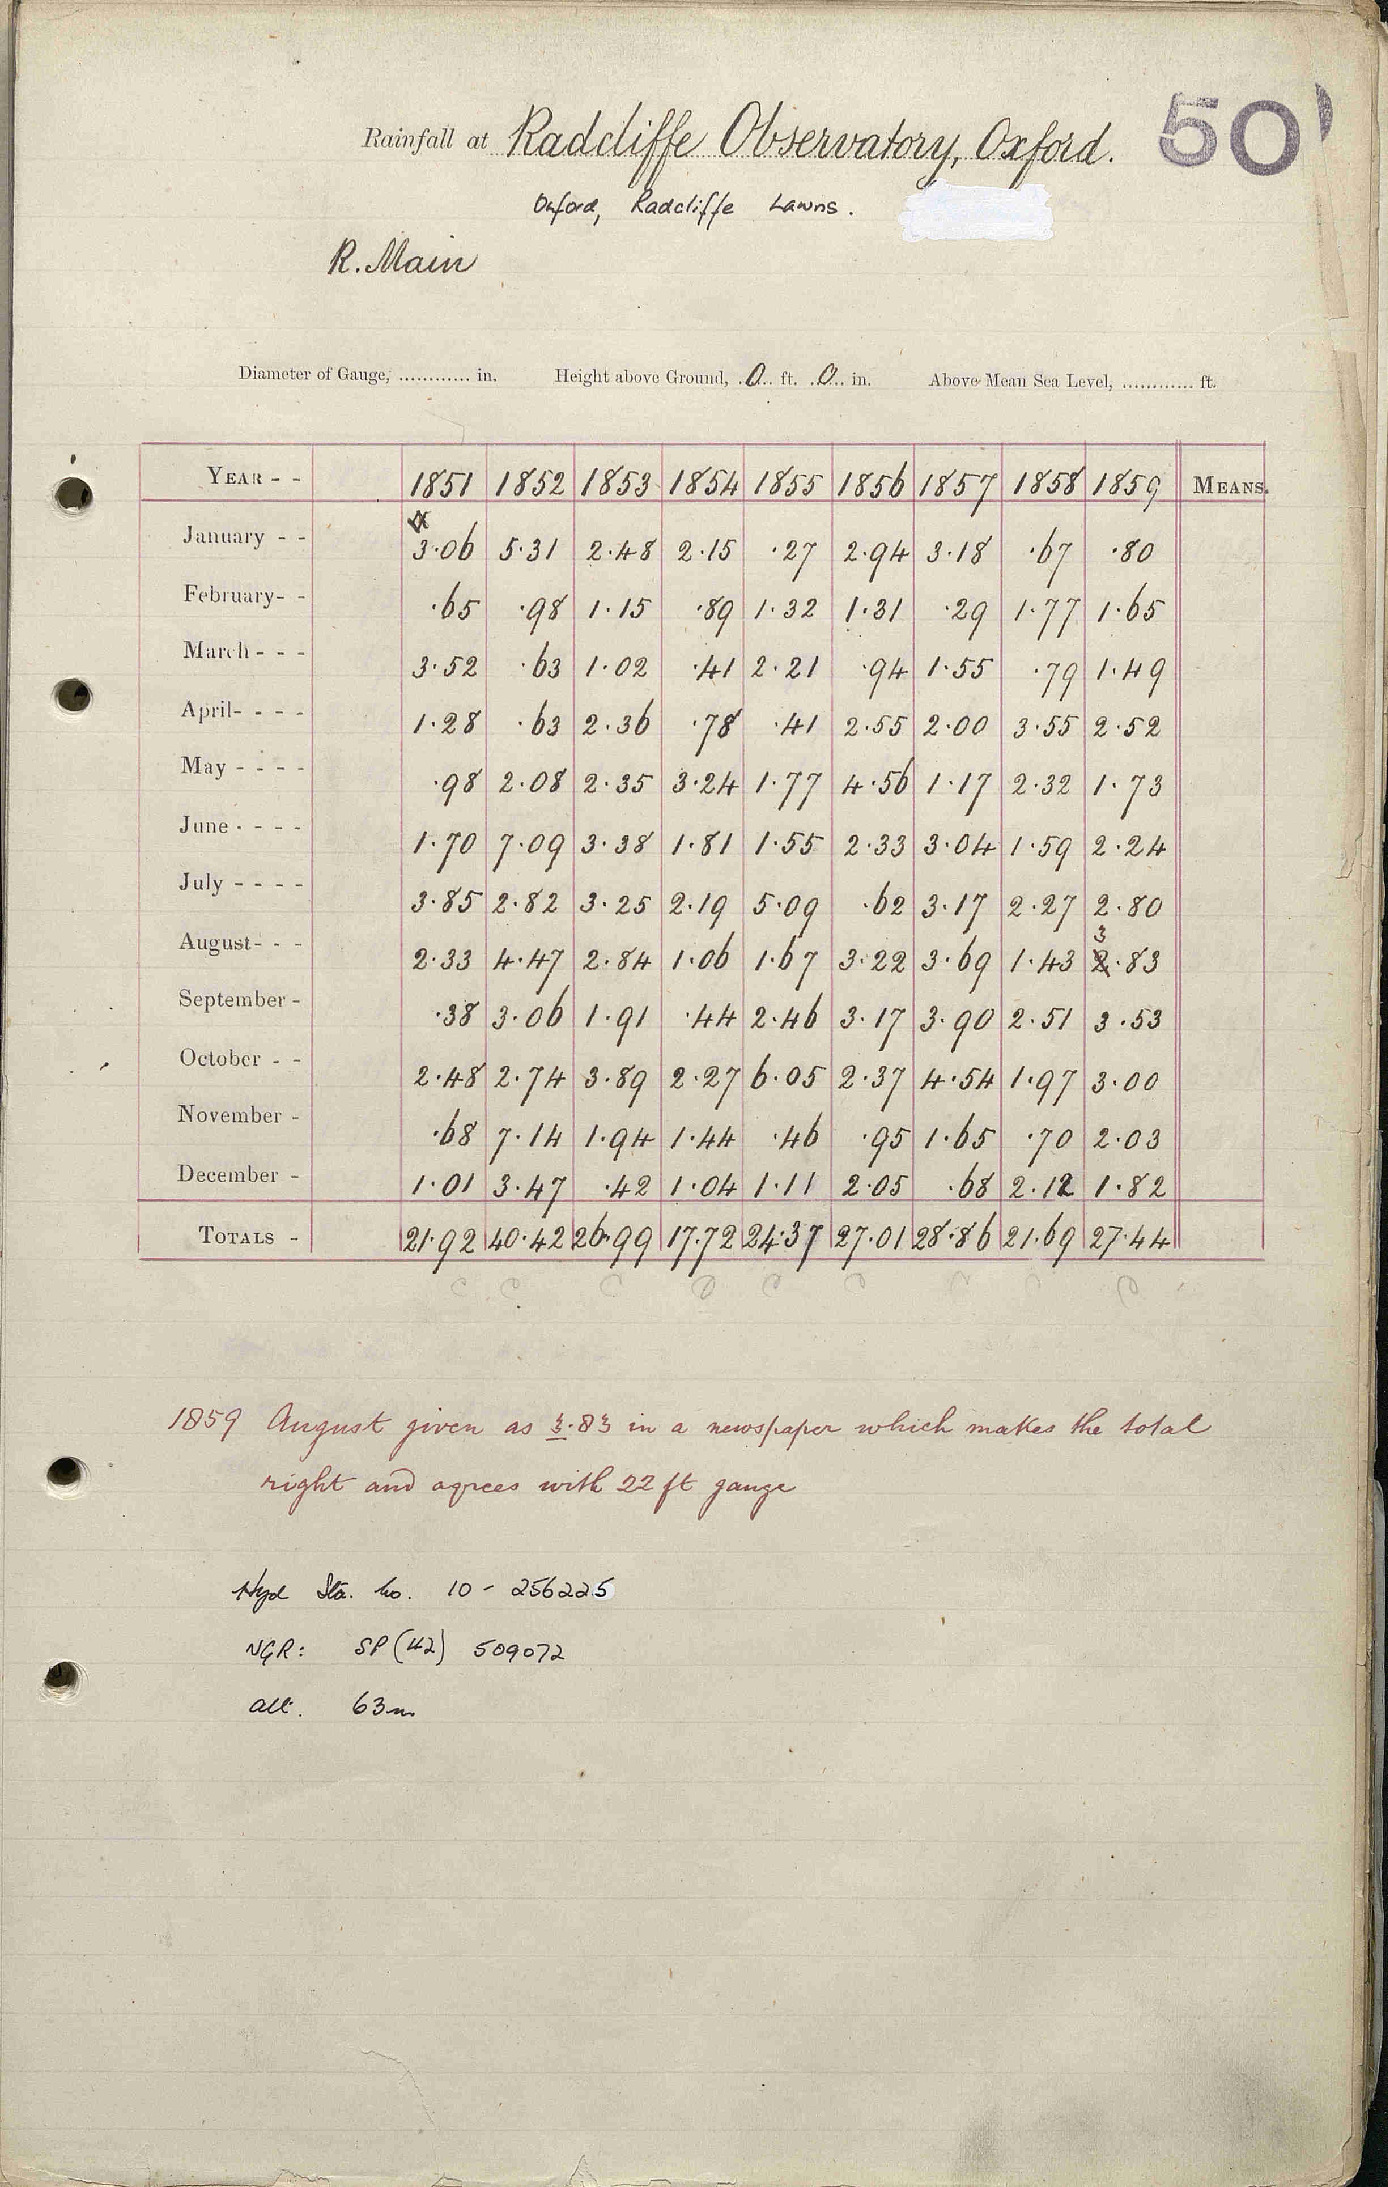 50
Rainfall at Radcliffe Observatory, Oxford.
Oxford, Radcliffe Lawns.
R. Main
Diameter of Gauge, ............ in. Height above Ground, .0.. ft. .0.. in. Above Mean Sea Level, ............ ft.
YEAR - - 1851 1852 1853 1854 1855 1856 1857 1858 1859 MEANS.
January - - 3.06 5.31 2.48 2.15 .27 2.94 3.18 .67 .80
February- - .65 .98 1.15 .89 1.32 1.31 .29 1.77 1.65
March - - - 3.52 .63 1.02 .41 2.21 .94 1.55 .79 1.49
April- - - - 1.28 .63 2.36 .78 .41 2.55 2.00 3.55 2.52
May - - - - .98 2.08 2.35 3.24 1.77 4.56 1.17 2.32 1.73
June - - - - 1.70 7.09 3.38 1.81 1.55 2.33 3.04 1.59 2.24
July - - - - 3.85 2.82 3.25 2.19 5.09 .62 3.17 2.27 2.80
3
August- - - 2.33 4.47 2.84 1.06 1.67 3.22 3.69 1.43 2.83
September - .38 3.06 1.91 .44 2.46 3.17 3.90 2.51 3.53
October - - 2.48 2.74 3.89 2.27 6.05 2.37 4.54 1.97 3.00
November - .68 7.14 1.94 1.44 .46 .95 1.65 .70 2.03
December - 1.01 3.47 .42 1.04 1.11 2.05 .68 2.12 1.82
TOTALS - 21.92 40.42 26.99 17.72 24.37 27.01 28.86 21.69 27.44
1859 August given as 3.83 in a newspaper which makes the total
right and agrees with 22 ft gauge
Hyd Sta. No. 10 - 256225
NGR: SP(42) 509072
alt. 63m